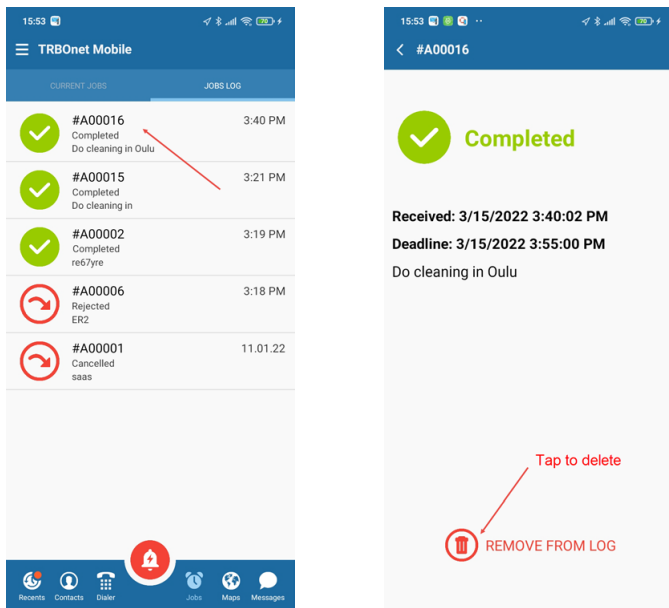 15:53
70
TRBOnet Mobile
CURRENT JOBS
JOBS LOG
#A00016
3:40 PM
Completed
Do cleaning in Oulu
#A00015
3:21 PM
Completed
Do cleaning in
#A00002
3:19 PM
Completed
re67yre
#A00006
3:18 PM
Rejected
ER2
#A00001
11.01.22
Cancelled
saas
Recents
Contacts
Dialer
Jobs
Maps
Messages
15:53
70
#A00016
Completed
Received: 3/15/2022 3:40:02 PM
Deadline: 3/15/2022 3:55:00 PM
Do cleaning in Oulu
Tap to delete
REMOVE FROM LOG